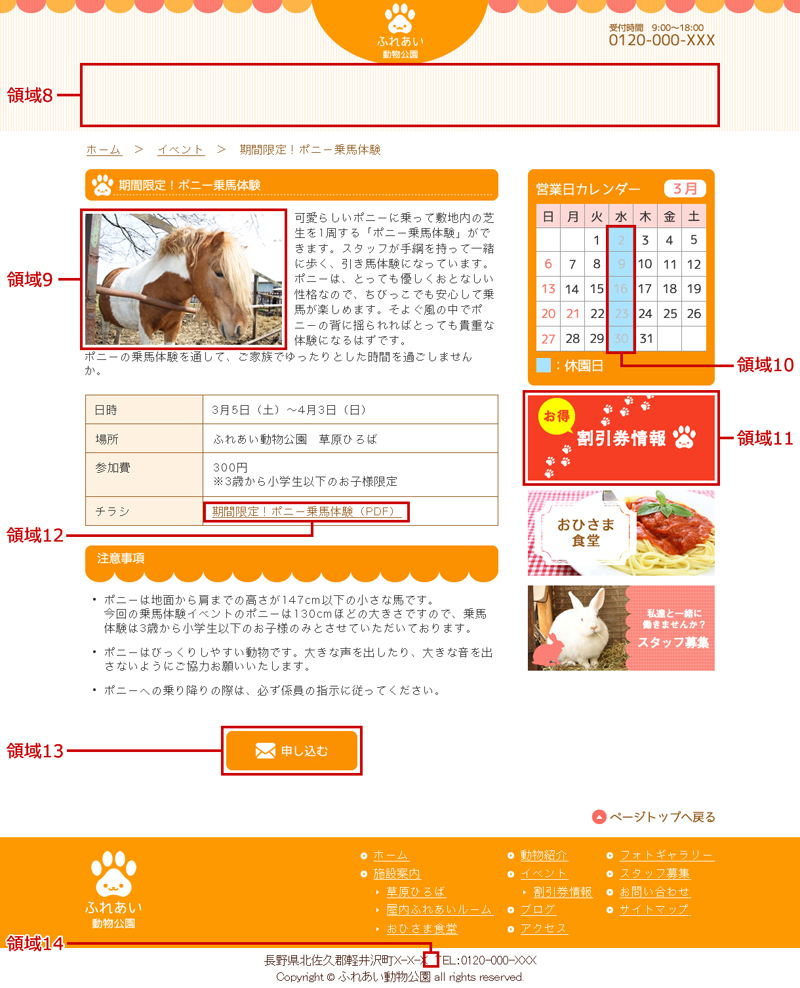 ふれあい
動物公園
受付時間 9:00～18:00
0120-000-XXX
領域8
ホーム ＞ イベント ＞ 期間限定！ポニー乗馬体験
期間限定！ポニー乗馬体験
領域9
可愛らしいポニーに乗って敷地内の芝
生を1周する「ポニー乗馬体験」がで
きます。スタッフが手綱を持って一緒
に歩く、引き馬体験になっています。
ポニーは、とっても優しくおとなしい
性格なので、ちびっこでも安心して乗
馬が楽しめます。そよぐ風の中でポ
ニーの背に揺られればとっても貴重な
体験になるはずです。
ポニーの乗馬体験を通して、ご家族でゆったりとした時間を過ごしません
か。
日時 3月5日（土）～4月3日（日）
場所 ふれあい動物公園 草原ひろば
参加費 300円
※3歳から小学生以下のお子様限定
チラシ 期間限定！ポニー乗馬体験（PDF）
領域12
注意事項
・ ポニーは地面から肩までの高さが147cm以下の小さな馬です。
今回の乗馬体験イベントのポニーは130cmほどの大きさですので、乗馬
体験は3歳から小学生以下のお子様のみとさせていただいております。
・ ポニーはびっくりしやすい動物です。大きな声を出したり、大きな音を出
さないようにご協力お願いいたします。
・ ポニーへの乗り降りの際は、必ず係員の指示に従ってください。
領域13
申し込む
営業日カレンダー 3月
日 月 火 水 木 金 土
1 2 3 4 5
6 7 8 9 10 11 12
13 14 15 16 17 18 19
20 21 22 23 24 25 26
27 28 29 30 31
：休園日
領域10
お得
割引券情報
領域11
おひさま
食堂
私達と一緒に
働きませんか？
スタッフ募集
ページトップへ戻る
ふれあい
動物公園
ホーム
施設案内
草原ひろば
屋内ふれあいルーム
おひさま食堂
動物紹介
イベント
割引券情報
ブログ
アクセス
フォトギャラリー
スタッフ募集
お問い合わせ
サイトマップ
領域14
長野県北佐久郡軽井沢町X-X-X TEL:0120-000-XXX
Copyright © ふれあい動物公園 all rights reserved.